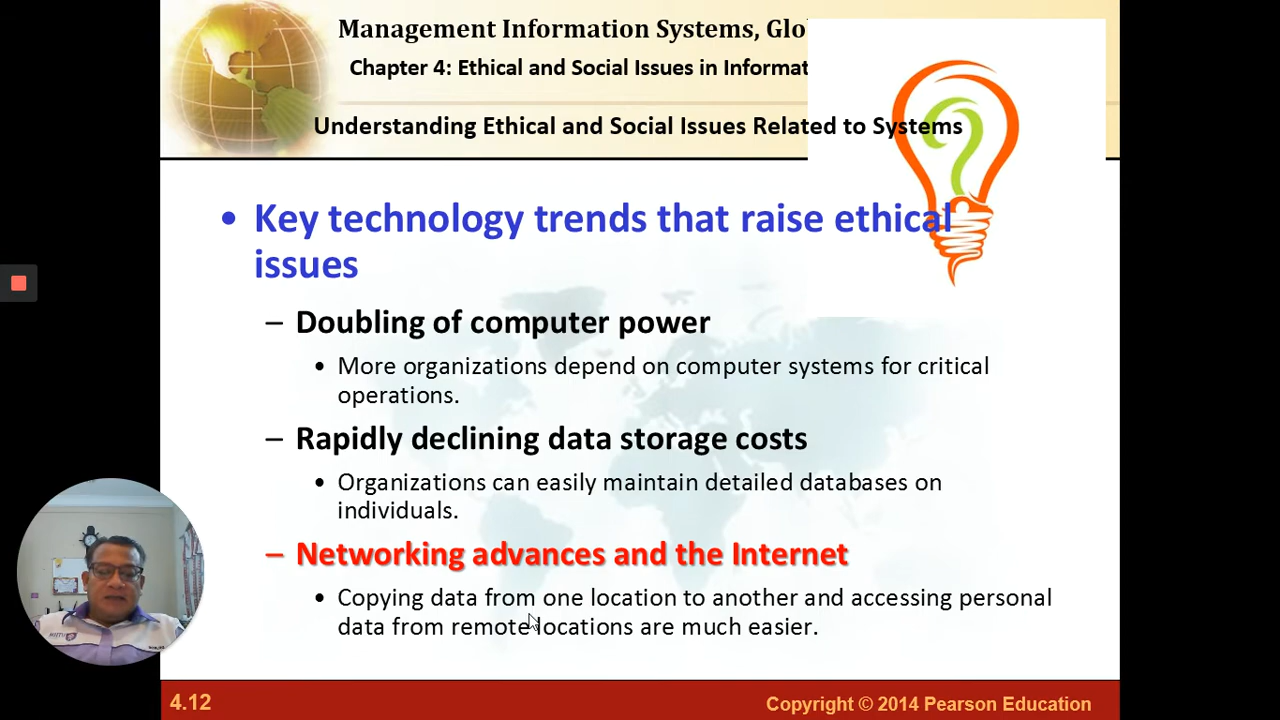 Management Information Systems, Glo
Chapter 4: Ethical and Social Issues in Informat
Understanding Ethical and Social Issues Related to Systems
• Key technology trends that raise ethical
issues
– Doubling of computer power
• More organizations depend on computer systems for critical
operations.
– Rapidly declining data storage costs
• Organizations can easily maintain detailed databases on
individuals.
– Networking advances and the Internet
• Copying data from one location to another and accessing personal
data from remote locations are much easier.
4.12
Copyright © 2014 Pearson Education